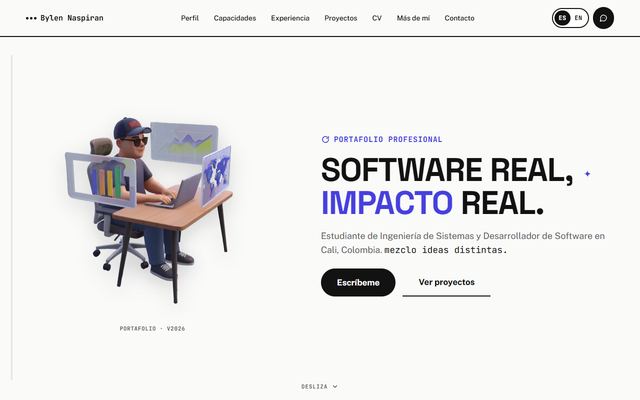 Bylen Naspiran
Perfil Capacidades Experiencia Proyectos CV Más de mí Contacto
ES EN
PORTAFOLIO PROFESIONAL
SOFTWARE REAL,
IMPACTO REAL.
Estudiante de Ingeniería de Sistemas y Desarrollador de Software en
Cali, Colombia. mezclo ideas distintas.
Escríbeme Ver proyectos
PORTAFOLIO · V2026
DESLIZA